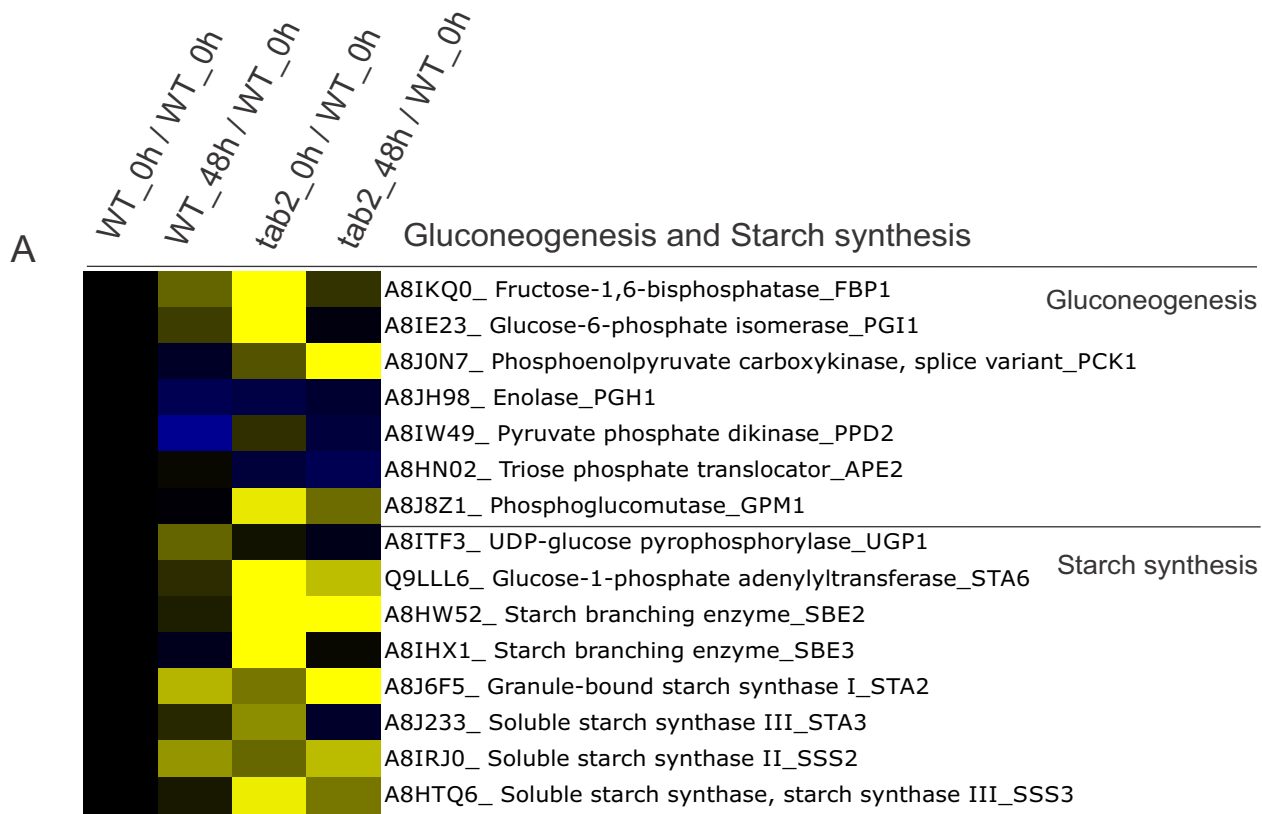 WT_0h / WT_0h
WT_48h / WT_0h
tab2_0h / WT_0h
tab2_48h / WT_0h
A
Gluconeogenesis and Starch synthesis
A8IKQ0_ Fructose-1,6-bisphosphatase_FBP1
Gluconeogenesis
A8IE23_ Glucose-6-phosphate isomerase_PGI1
A8J0N7_ Phosphoenolpyruvate carboxykinase, splice variant_PCK1
A8JH98_ Enolase_PGH1
A8IW49_ Pyruvate phosphate dikinase_PPD2
A8HN02_ Triose phosphate translocator_APE2
A8J8Z1_ Phosphoglucomutase_GPM1
A8ITF3_ UDP-glucose pyrophosphorylase_UGP1
Starch synthesis
Q9LLL6_ Glucose-1-phosphate adenylyltransferase_STA6
A8HW52_ Starch branching enzyme_SBE2
A8IHX1_ Starch branching enzyme_SBE3
A8J6F5_ Granule-bound starch synthase I_STA2
A8J233_ Soluble starch synthase III_STA3
A8IRJ0_ Soluble starch synthase II_SSS2
A8HTQ6_ Soluble starch synthase, starch synthase III_SSS3